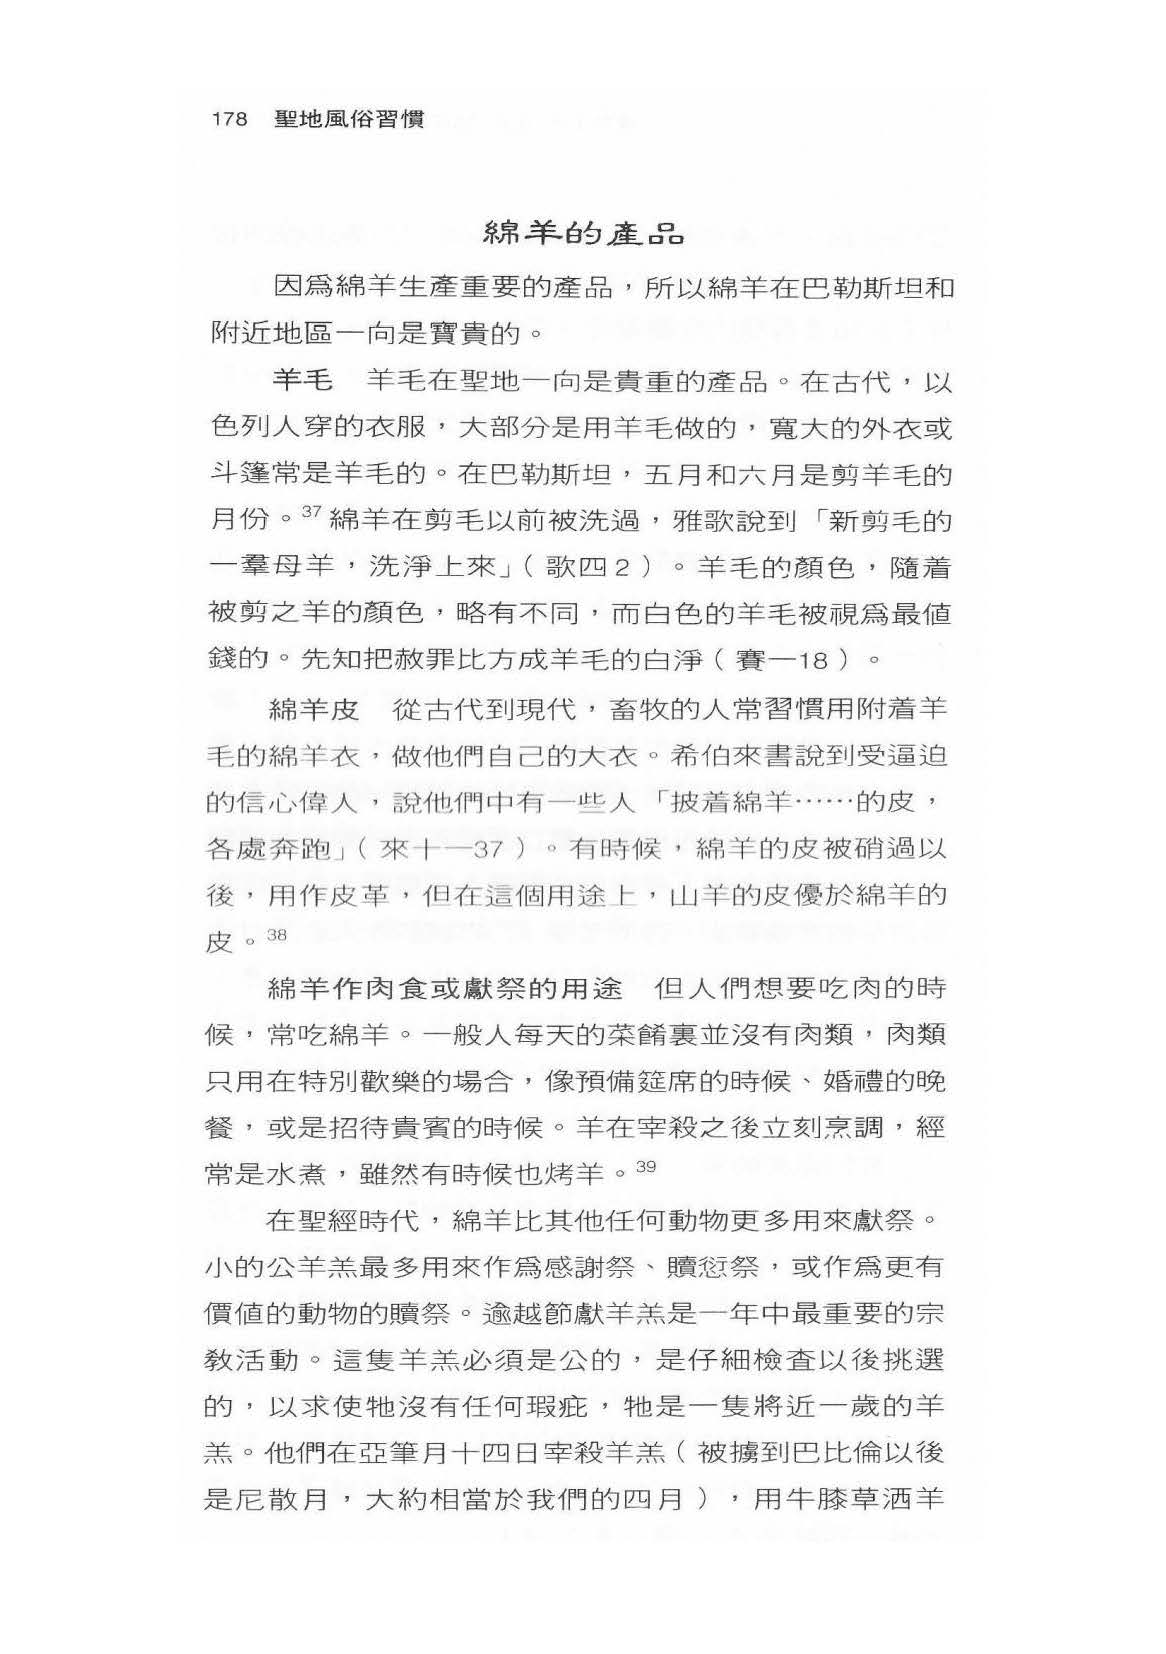 178　聖地風俗習慣
綿羊的產品
因爲綿羊生產重要的產品，所以綿羊在巴勒斯坦和
附近地區一向是寶貴的。
羊毛　羊毛在聖地一向是貴重的產品。在古代，以
色列人穿的衣服，大部分是用羊毛做的，寬大的外衣或
斗篷常是羊毛的。在巴勒斯坦，五月和六月是剪羊毛的
月份。37 綿羊在剪毛以前被洗過，雅歌說到「新剪毛的
一羣母羊，洗淨上來」（歌四 2）。羊毛的顏色，隨着
被剪之羊的顏色，略有不同，而白色的羊毛被視爲最値
錢的。先知把赦罪比方成羊毛的白淨（賽一18）。
綿羊皮　從古代到現代，畜牧的人常習慣用附着羊
毛的綿羊衣，做他們自己的大衣。希伯來書說到受逼迫
的信心偉人，說他們中有一些人「披着綿羊……的皮，
各處奔跑」（來十一37）。有時候，綿羊的皮被硝過以
後，用作皮革，但在這個用途上，山羊的皮優於綿羊的
皮。38
綿羊作肉食或獻祭的用途　但人們想要吃肉的時
候，常吃綿羊。一般人每天的菜餚裏並沒有肉類，肉類
只用在特別歡樂的場合，像預備筵席的時候、婚禮的晚
餐，或是招待貴賓的時候。羊在宰殺之後立刻烹調，經
常是水煮，雖然有時候也烤羊。39
在聖經時代，綿羊比其他任何動物更多用來獻祭。
小的公羊羔最多用來作爲感謝祭、贖愆祭，或作爲更有
價値的動物的贖祭。逾越節獻羊羔是一年中最重要的宗
教活動。這隻羊羔必須是公的，是仔細檢查以後挑選
的，以求使牠沒有任何瑕疵，牠是一隻將近一歲的羊
羔。他們在亞筆月十四日宰殺羊羔（被擄到巴比倫以後
是尼散月，大約相當於我們的四月），用牛膝草洒羊